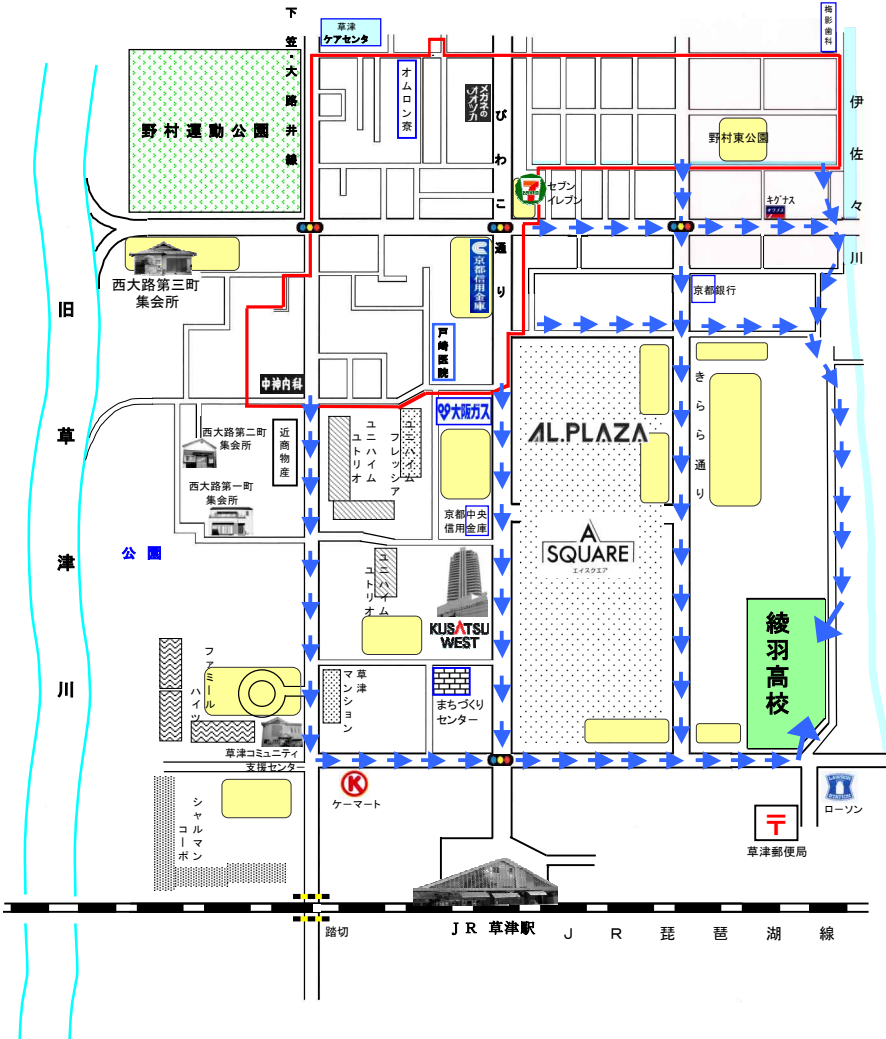 下笠・大路井線
草津
ケアセンタ
梅影歯科
野村運動公園
オムロン寮
メガネの
びわこ通り
野村東公園
伊佐々川
セブン
イレブン
キグナス
西大路第三町
集会所
京都信用金庫
京都銀行
旧草津川
戸崎医院
中神内科
大阪ガス
AL.PLAZA
きらら通り
西大路第二町
集会所
近商物産
ユニハイム
ユトリオ
ユニハイム
フレッシア
西大路第一町
集会所
京都中央
信用金庫
A
SQUARE
エイスクエア
公園
ユニハイム
ユトリオ
KUSATSU
WEST
綾羽高校
ファミール
ハイツ
草津
マンション
まちづくり
センター
草津コミュニティ
支援センター
K
ケーマート
シャルマン
コーポ
LAWSON
STATION
ローソン
〒
草津郵便局
踏切
JR 草津駅
JR琵琶湖線